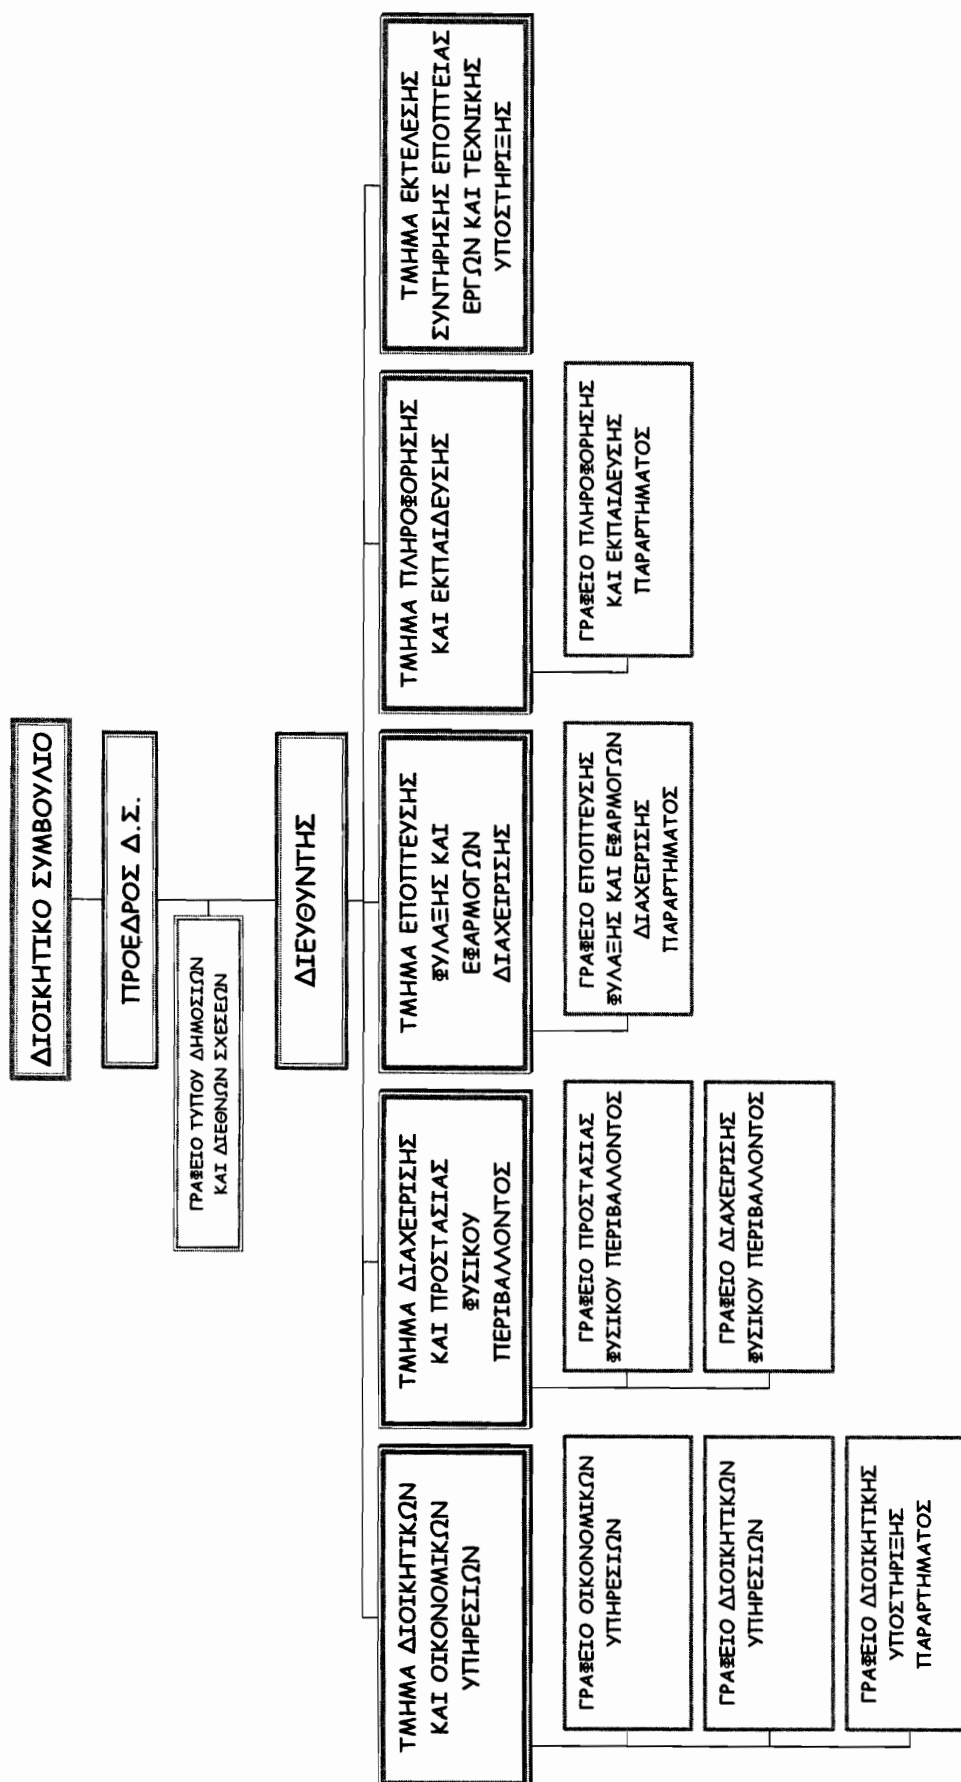 ΔΙΟΙΚΗΤΙΚΟ ΣΥΜΒΟΥΛΙΟ
ΠΡΟΕΔΡΟΣ Δ.Σ.
ΓΡΑΦΕΙΟ ΤΥΠΟΥ ΔΗΜΟΣΙΩΝ
ΚΑΙ ΔΙΕΘΝΩΝ ΣΧΕΣΕΩΝ
ΔΙΕΥΘΥΝΤΗΣ
ΤΜΗΜΑ ΔΙΟΙΚΗΤΙΚΩΝ
ΚΑΙ ΟΙΚΟΝΟΜΙΚΩΝ
ΥΠΗΡΕΣΙΩΝ
ΓΡΑΦΕΙΟ ΟΙΚΟΝΟΜΙΚΩΝ
ΥΠΗΡΕΣΙΩΝ
ΓΡΑΦΕΙΟ ΔΙΟΙΚΗΤΙΚΩΝ
ΥΠΗΡΕΣΙΩΝ
ΓΡΑΦΕΙΟ ΔΙΟΙΚΗΤΙΚΗΣ
ΥΠΟΣΤΗΡΙΞΗΣ
ΠΑΡΑΡΤΗΜΑΤΟΣ
ΤΜΗΜΑ ΔΙΑΧΕΙΡΙΣΗΣ
ΚΑΙ ΠΡΟΣΤΑΣΙΑΣ
ΦΥΣΙΚΟΥ
ΠΕΡΙΒΑΛΛΟΝΤΟΣ
ΓΡΑΦΕΙΟ ΠΡΟΣΤΑΣΙΑΣ
ΦΥΣΙΚΟΥ ΠΕΡΙΒΑΛΛΟΝΤΟΣ
ΓΡΑΦΕΙΟ ΔΙΑΧΕΙΡΙΣΗΣ
ΦΥΣΙΚΟΥ ΠΕΡΙΒΑΛΛΟΝΤΟΣ
ΤΜΗΜΑ ΕΠΟΠΤΕΥΣΗΣ
ΦΥΛΑΞΗΣ ΚΑΙ
ΕΦΑΡΜΟΓΩΝ
ΔΙΑΧΕΙΡΙΣΗΣ
ΓΡΑΦΕΙΟ ΕΠΟΠΤΕΥΣΗΣ
ΦΥΛΑΞΗΣ ΚΑΙ ΕΦΑΡΜΟΓΩΝ
ΔΙΑΧΕΙΡΙΣΗΣ
ΠΑΡΑΡΤΗΜΑΤΟΣ
ΤΜΗΜΑ ΠΛΗΡΟΦΟΡΗΣΗΣ
ΚΑΙ ΕΚΠΑΙΔΕΥΣΗΣ
ΓΡΑΦΕΙΟ ΠΛΗΡΟΦΟΡΗΣΗΣ
ΚΑΙ ΕΚΠΑΙΔΕΥΣΗΣ
ΠΑΡΑΡΤΗΜΑΤΟΣ
ΤΜΗΜΑ ΕΚΤΕΛΕΣΗΣ
ΣΥΝΤΗΡΗΣΗΣ ΕΠΟΠΤΕΙΑΣ
ΕΡΓΩΝ ΚΑΙ ΤΕΧΝΙΚΗΣ
ΥΠΟΣΤΗΡΙΞΗΣ